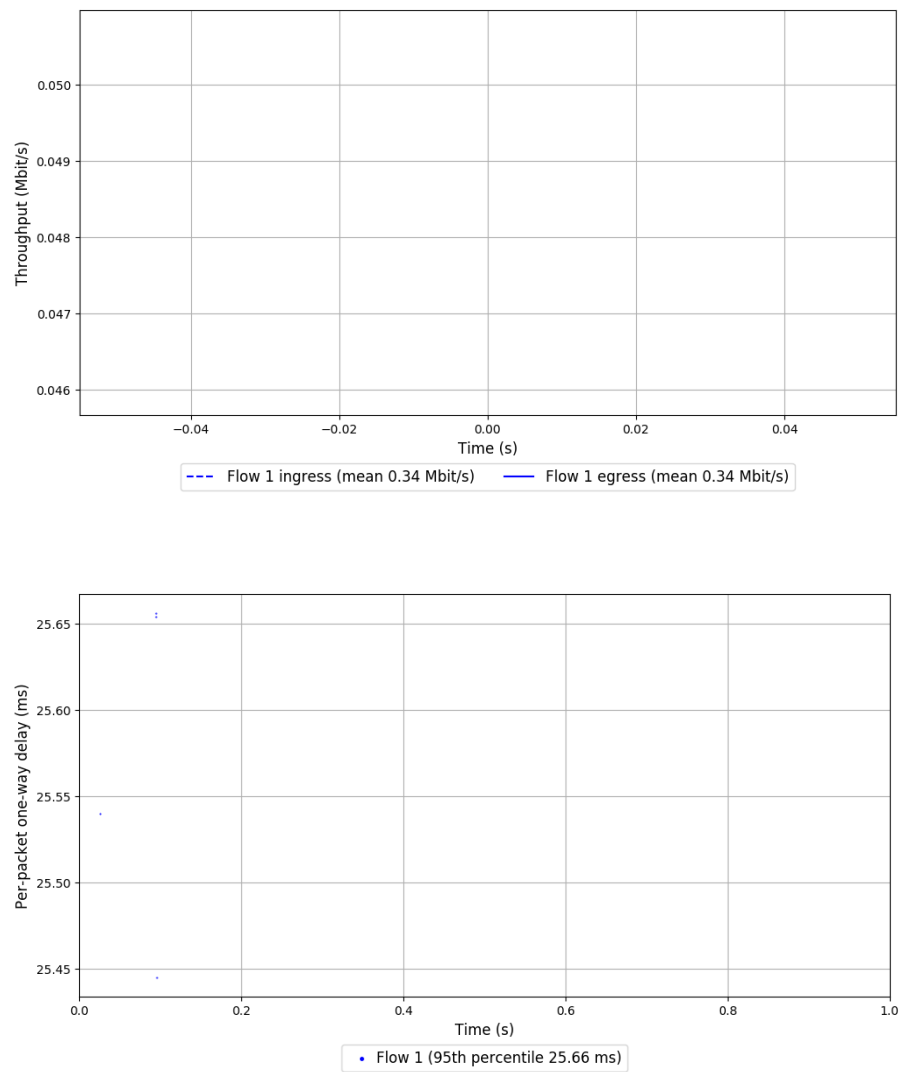 Throughput (Mbit/s)
0.050
0.049
0.048
0.047
0.046
−0.04 −0.02 0.00 0.02 0.04
Time (s)
Flow 1 ingress (mean 0.34 Mbit/s) Flow 1 egress (mean 0.34 Mbit/s)
Per-packet one-way delay (ms)
25.65
25.60
25.55
25.50
25.45
0.0 0.2 0.4 0.6 0.8 1.0
Time (s)
Flow 1 (95th percentile 25.66 ms)